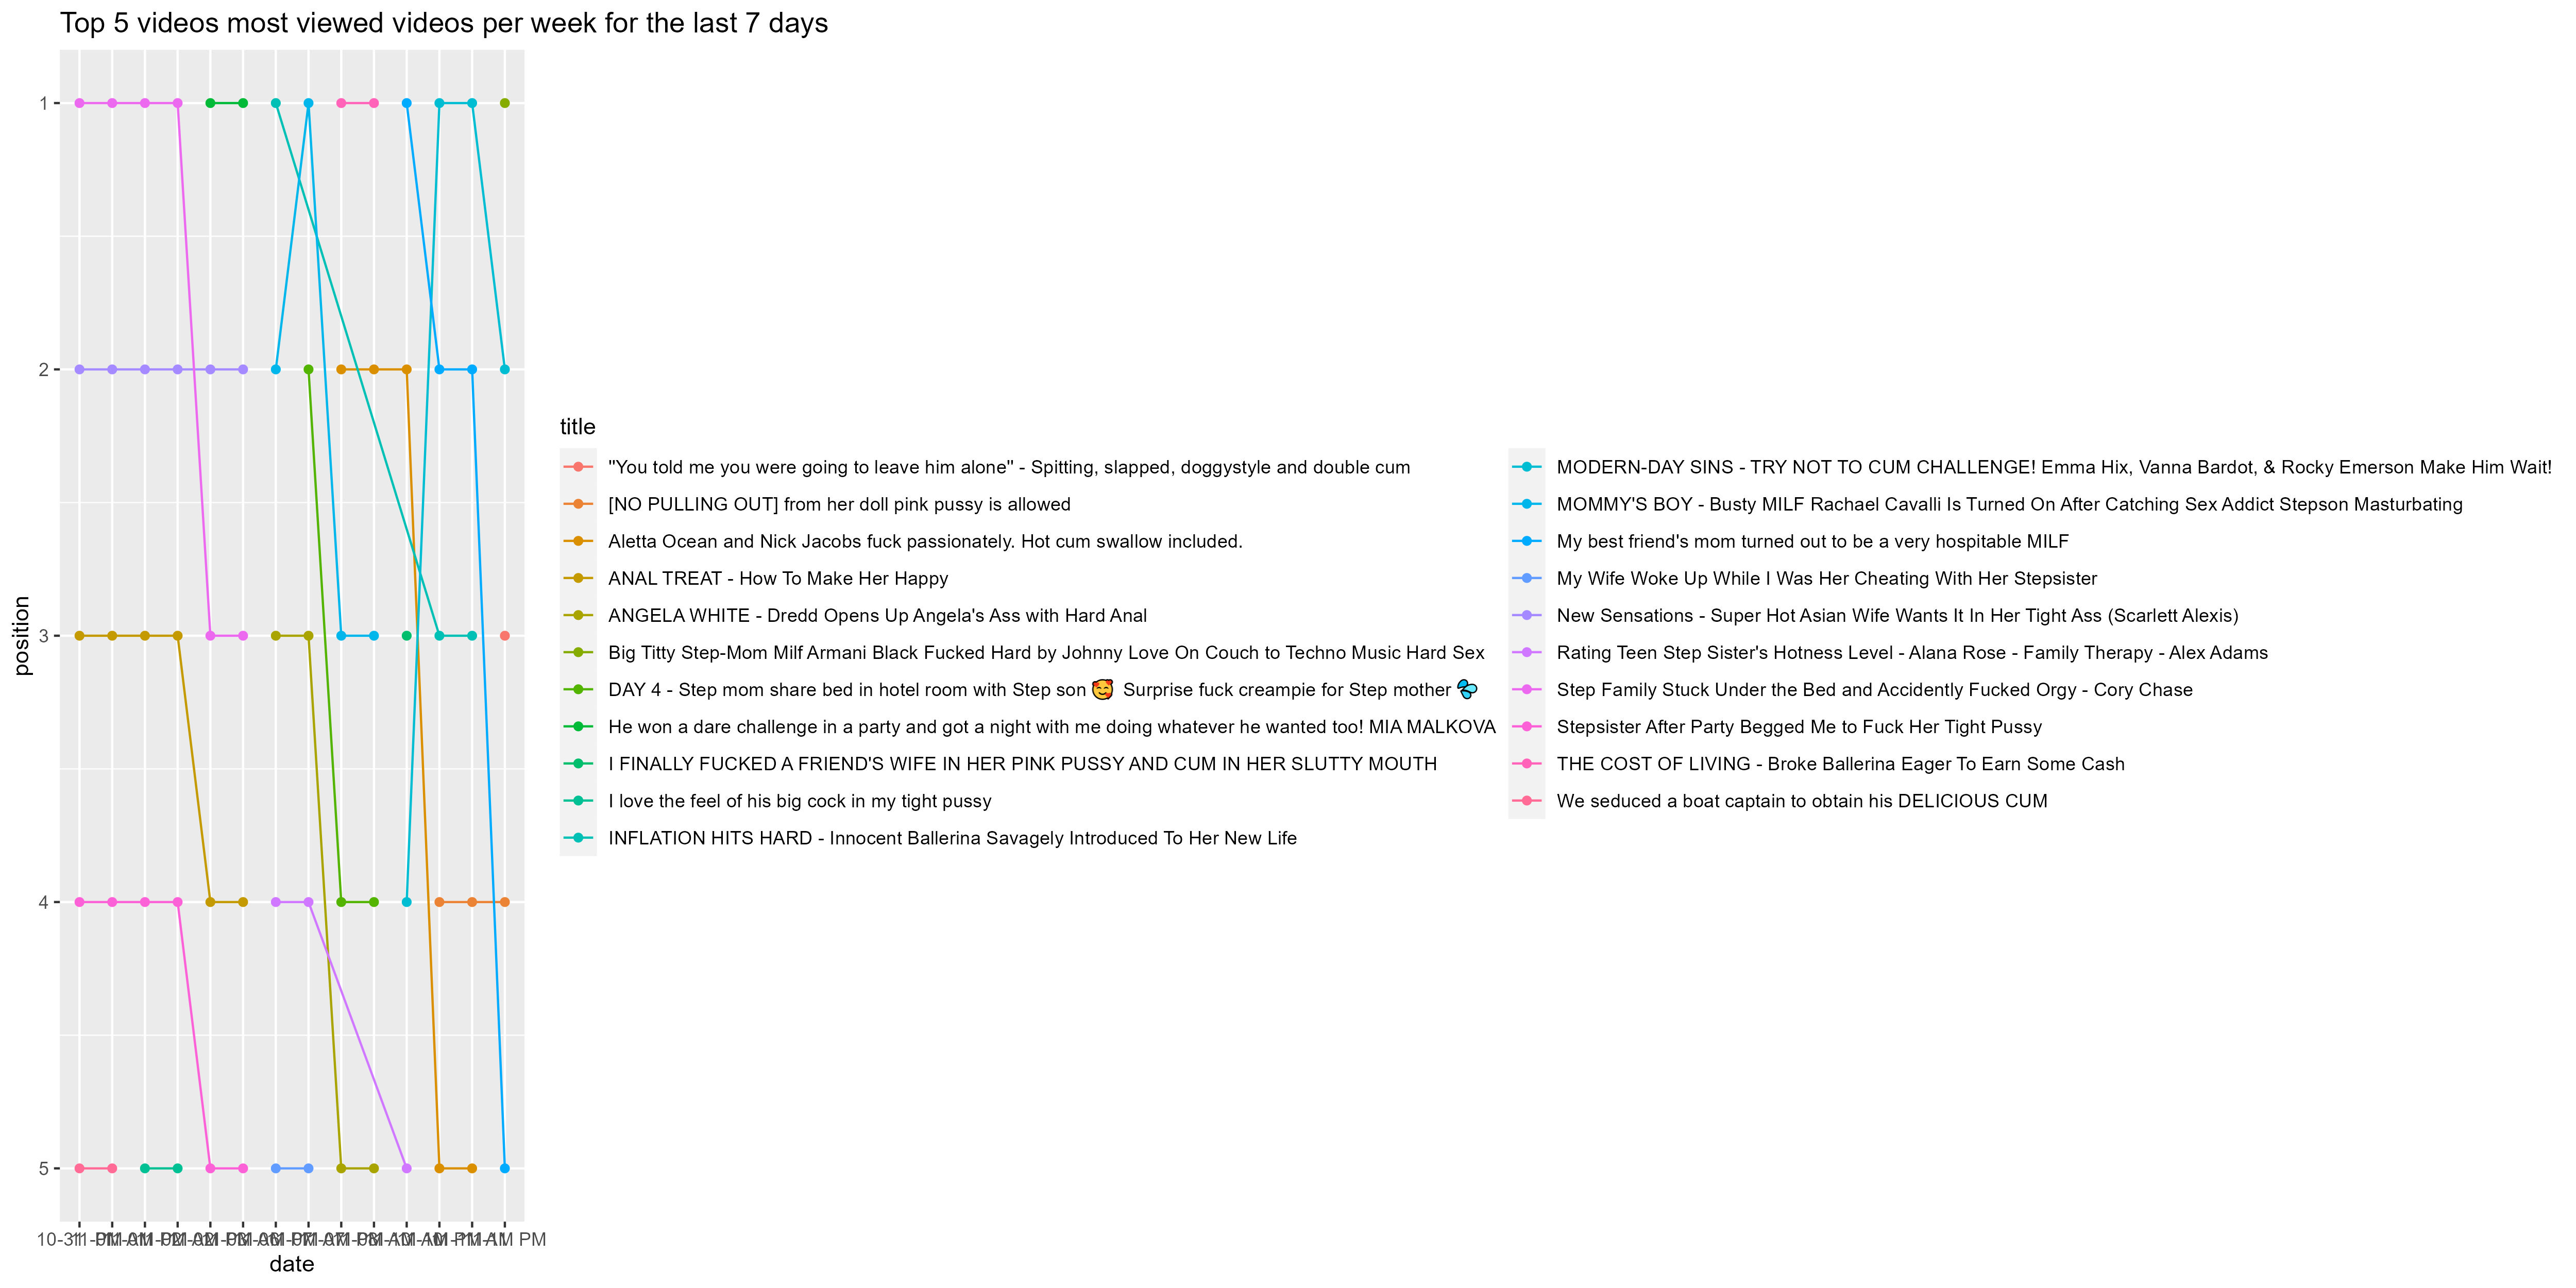 Top 5 videos most viewed videos per week for the last 7 days
position
1
2
3
4
5
date
title
"You told me you were going to leave him alone" - Spitting, slapped, doggystyle and double cum
[NO PULLING OUT] from her doll pink pussy is allowed
Aletta Ocean and Nick Jacobs fuck passionately. Hot cum swallow included.
ANAL TREAT - How To Make Her Happy
ANGELA WHITE - Dredd Opens Up Angela's Ass with Hard Anal
Big Titty Step-Mom Milf Armani Black Fucked Hard by Johnny Love On Couch to Techno Music Hard Sex
DAY 4 - Step mom share bed in hotel room with Step son 🥰 Surprise fuck creampie for Step mother 💦
He won a dare challenge in a party and got a night with me doing whatever he wanted too! MIA MALKOVA
I FINALLY FUCKED A FRIEND'S WIFE IN HER PINK PUSSY AND CUM IN HER SLUTTY MOUTH
I love the feel of his big cock in my tight pussy
INFLATION HITS HARD - Innocent Ballerina Savagely Introduced To Her New Life
MODERN-DAY SINS - TRY NOT TO CUM CHALLENGE! Emma Hix, Vanna Bardot, & Rocky Emerson Make Him Wait!
MOMMY'S BOY - Busty MILF Rachael Cavalli Is Turned On After Catching Sex Addict Stepson Masturbating
My best friend's mom turned out to be a very hospitable MILF
My Wife Woke Up While I Was Her Cheating With Her Stepsister
New Sensations - Super Hot Asian Wife Wants It In Her Tight Ass (Scarlett Alexis)
Rating Teen Step Sister's Hotness Level - Alana Rose - Family Therapy - Alex Adams
Step Family Stuck Under the Bed and Accidently Fucked Orgy - Cory Chase
Stepsister After Party Begged Me to Fuck Her Tight Pussy
THE COST OF LIVING - Broke Ballerina Eager To Earn Some Cash
We seduced a boat captain to obtain his DELICIOUS CUM